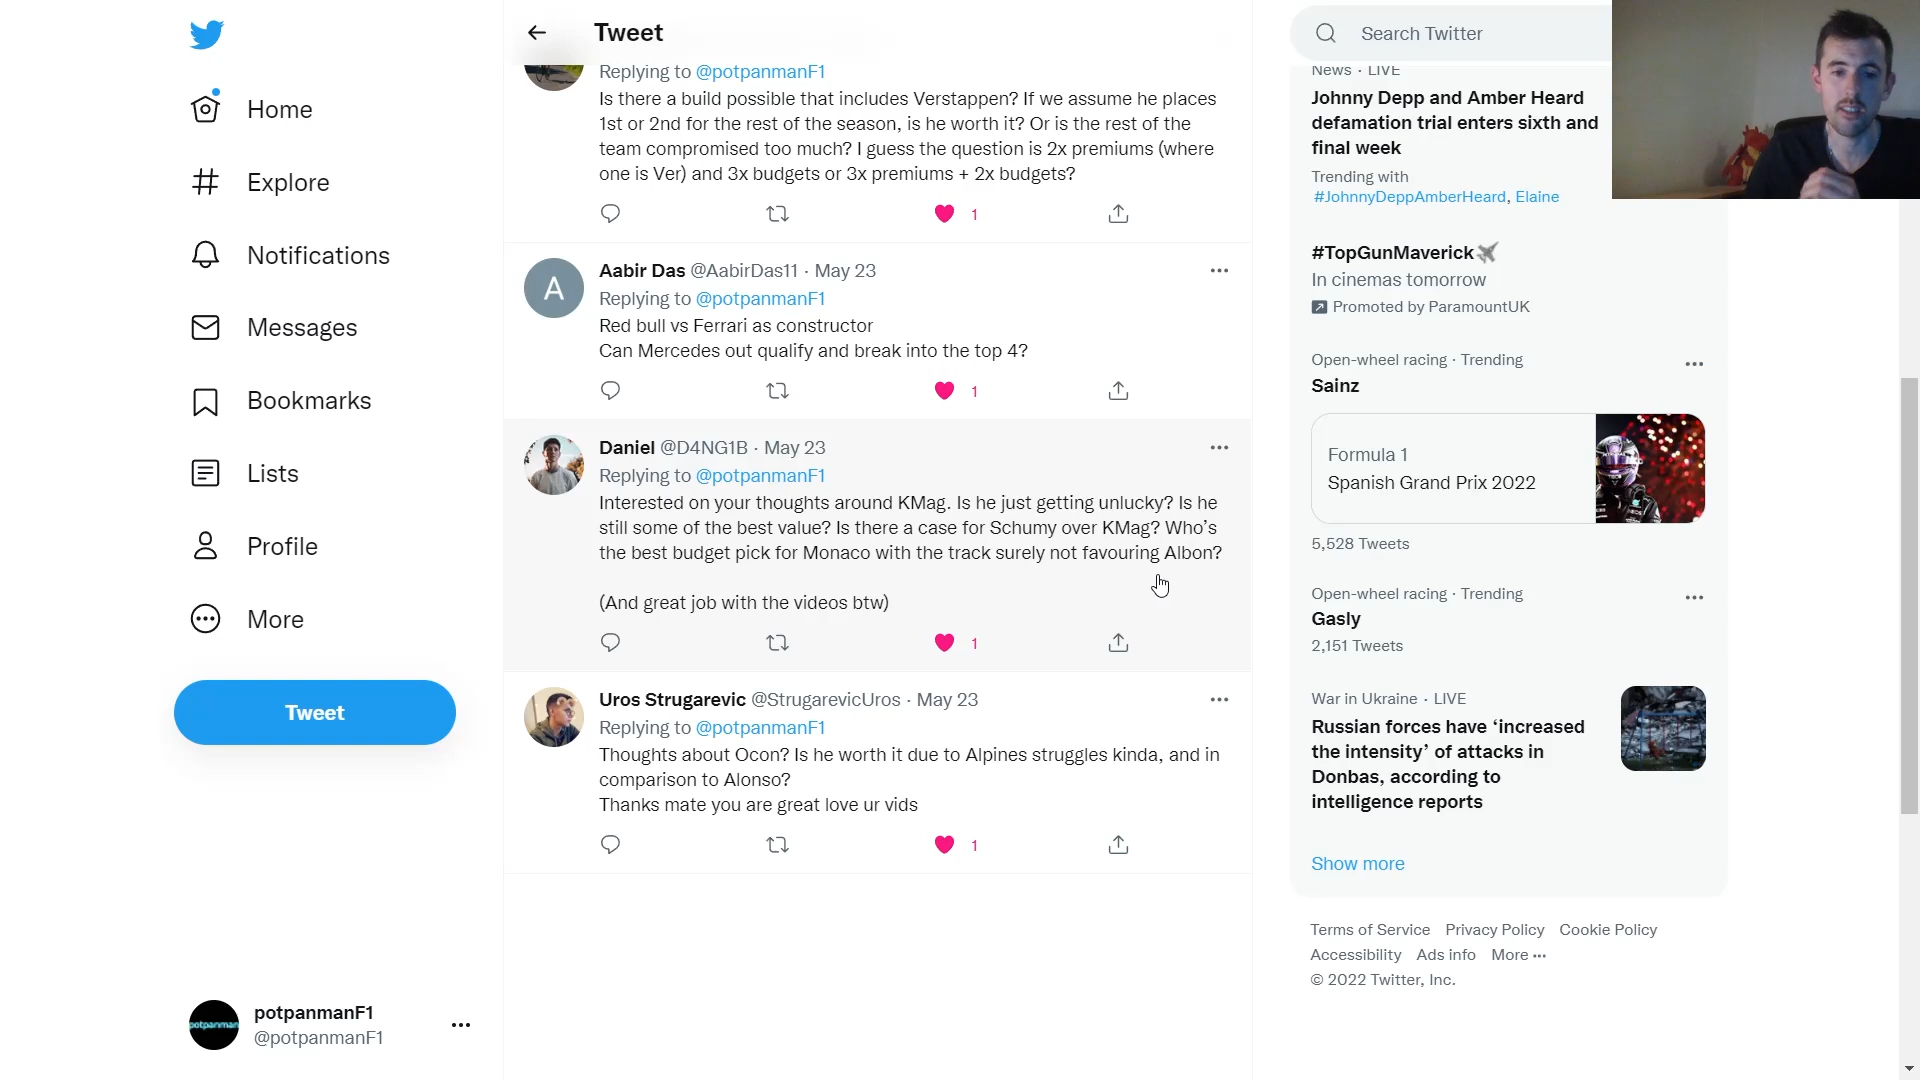 Home
Explore
Notifications
Messages
Bookmarks
Lists
Profile
More
Tweet
potpanmanF1
@potpanmanF1
potpanman
Tweet
Replying to @potpanmanF1
Is there a build possible that includes Verstappen? If we assume he places
1st or 2nd for the rest of the season, is he worth it? Or is the rest of the
team compromised too much? I guess the question is 2x premiums (where
one is Ver) and 3x budgets or 3x premiums + 2x budgets?
1
A
Aabir Das @AabirDas11 · May 23
Replying to @potpanmanF1
Red bull vs Ferrari as constructor
Can Mercedes out qualify and break into the top 4?
1
Daniel @D4NG1B · May 23
Replying to @potpanmanF1
Interested on your thoughts around KMag. Is he just getting unlucky? Is he
still some of the best value? Is there a case for Schumy over KMag? Who's
the best budget pick for Monaco with the track surely not favouring Albon?
(And great job with the videos btw)
1
Uros Strugarevic @StrugarevicUros · May 23
Replying to @potpanmanF1
Thoughts about Ocon? Is he worth it due to Alpines struggles kinda, and in
comparison to Alonso?
Thanks mate you are great love ur vids
1
Search Twitter
News · LIVE
Johnny Depp and Amber Heard
defamation trial enters sixth and
final week
Trending with
#JohnnyDeppAmberHeard, Elaine
#TopGunMaverick
In cinemas tomorrow
Promoted by ParamountUK
Open-wheel racing · Trending
Sainz
Formula 1
Spanish Grand Prix 2022
5,528 Tweets
Open-wheel racing · Trending
Gasly
2,151 Tweets
War in Ukraine · LIVE
Russian forces have ‘increased
the intensity’ of attacks in
Donbas, according to
intelligence reports
Show more
Terms of Service Privacy Policy Cookie Policy
Accessibility Ads info More ···
© 2022 Twitter, Inc.